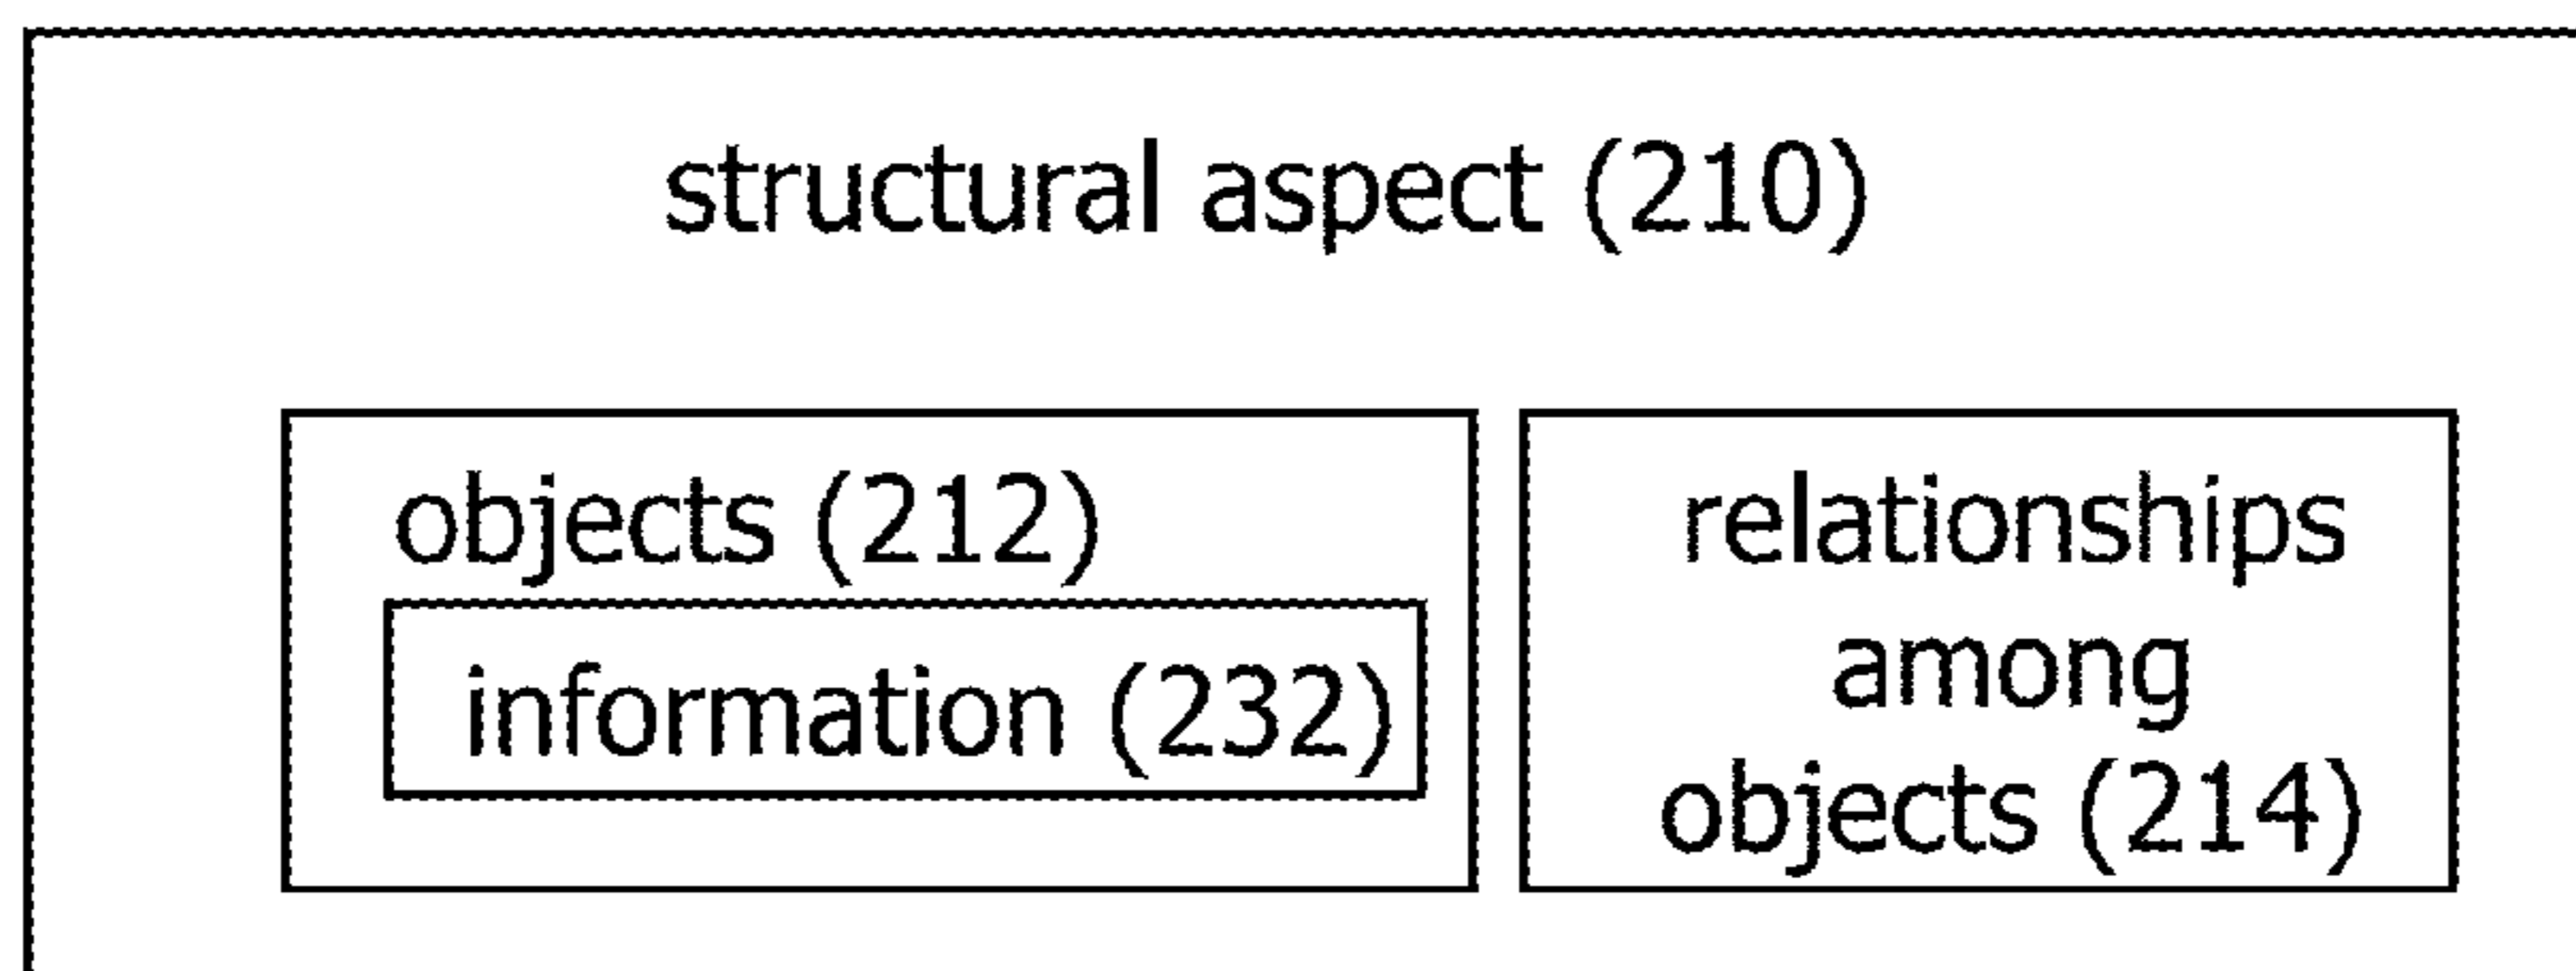 structural aspect (210)
objects (212)
information (232)
relationships
among
objects (214)